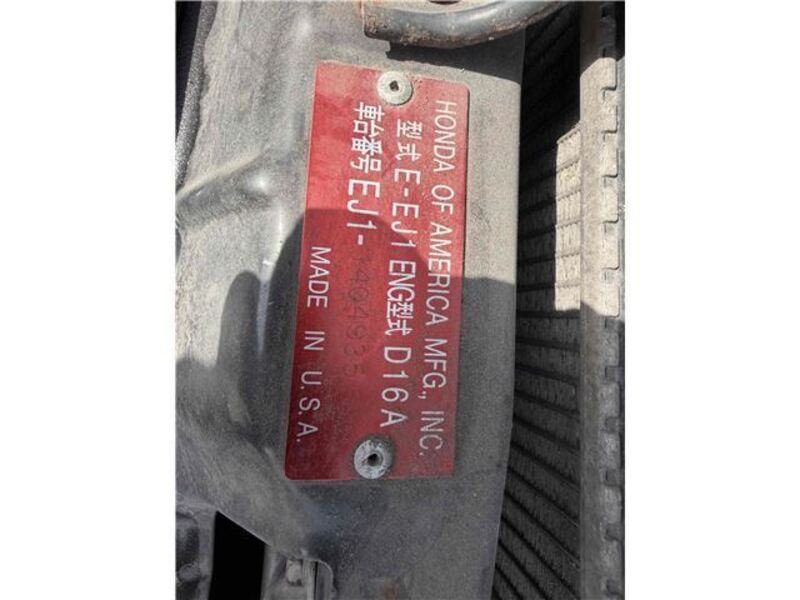 HONDA OF AMERICA MFG., INC.
型式 E-EJ1 ENG型式 D16A
車台番号 EJ1-1404935
MADE IN U.S.A.